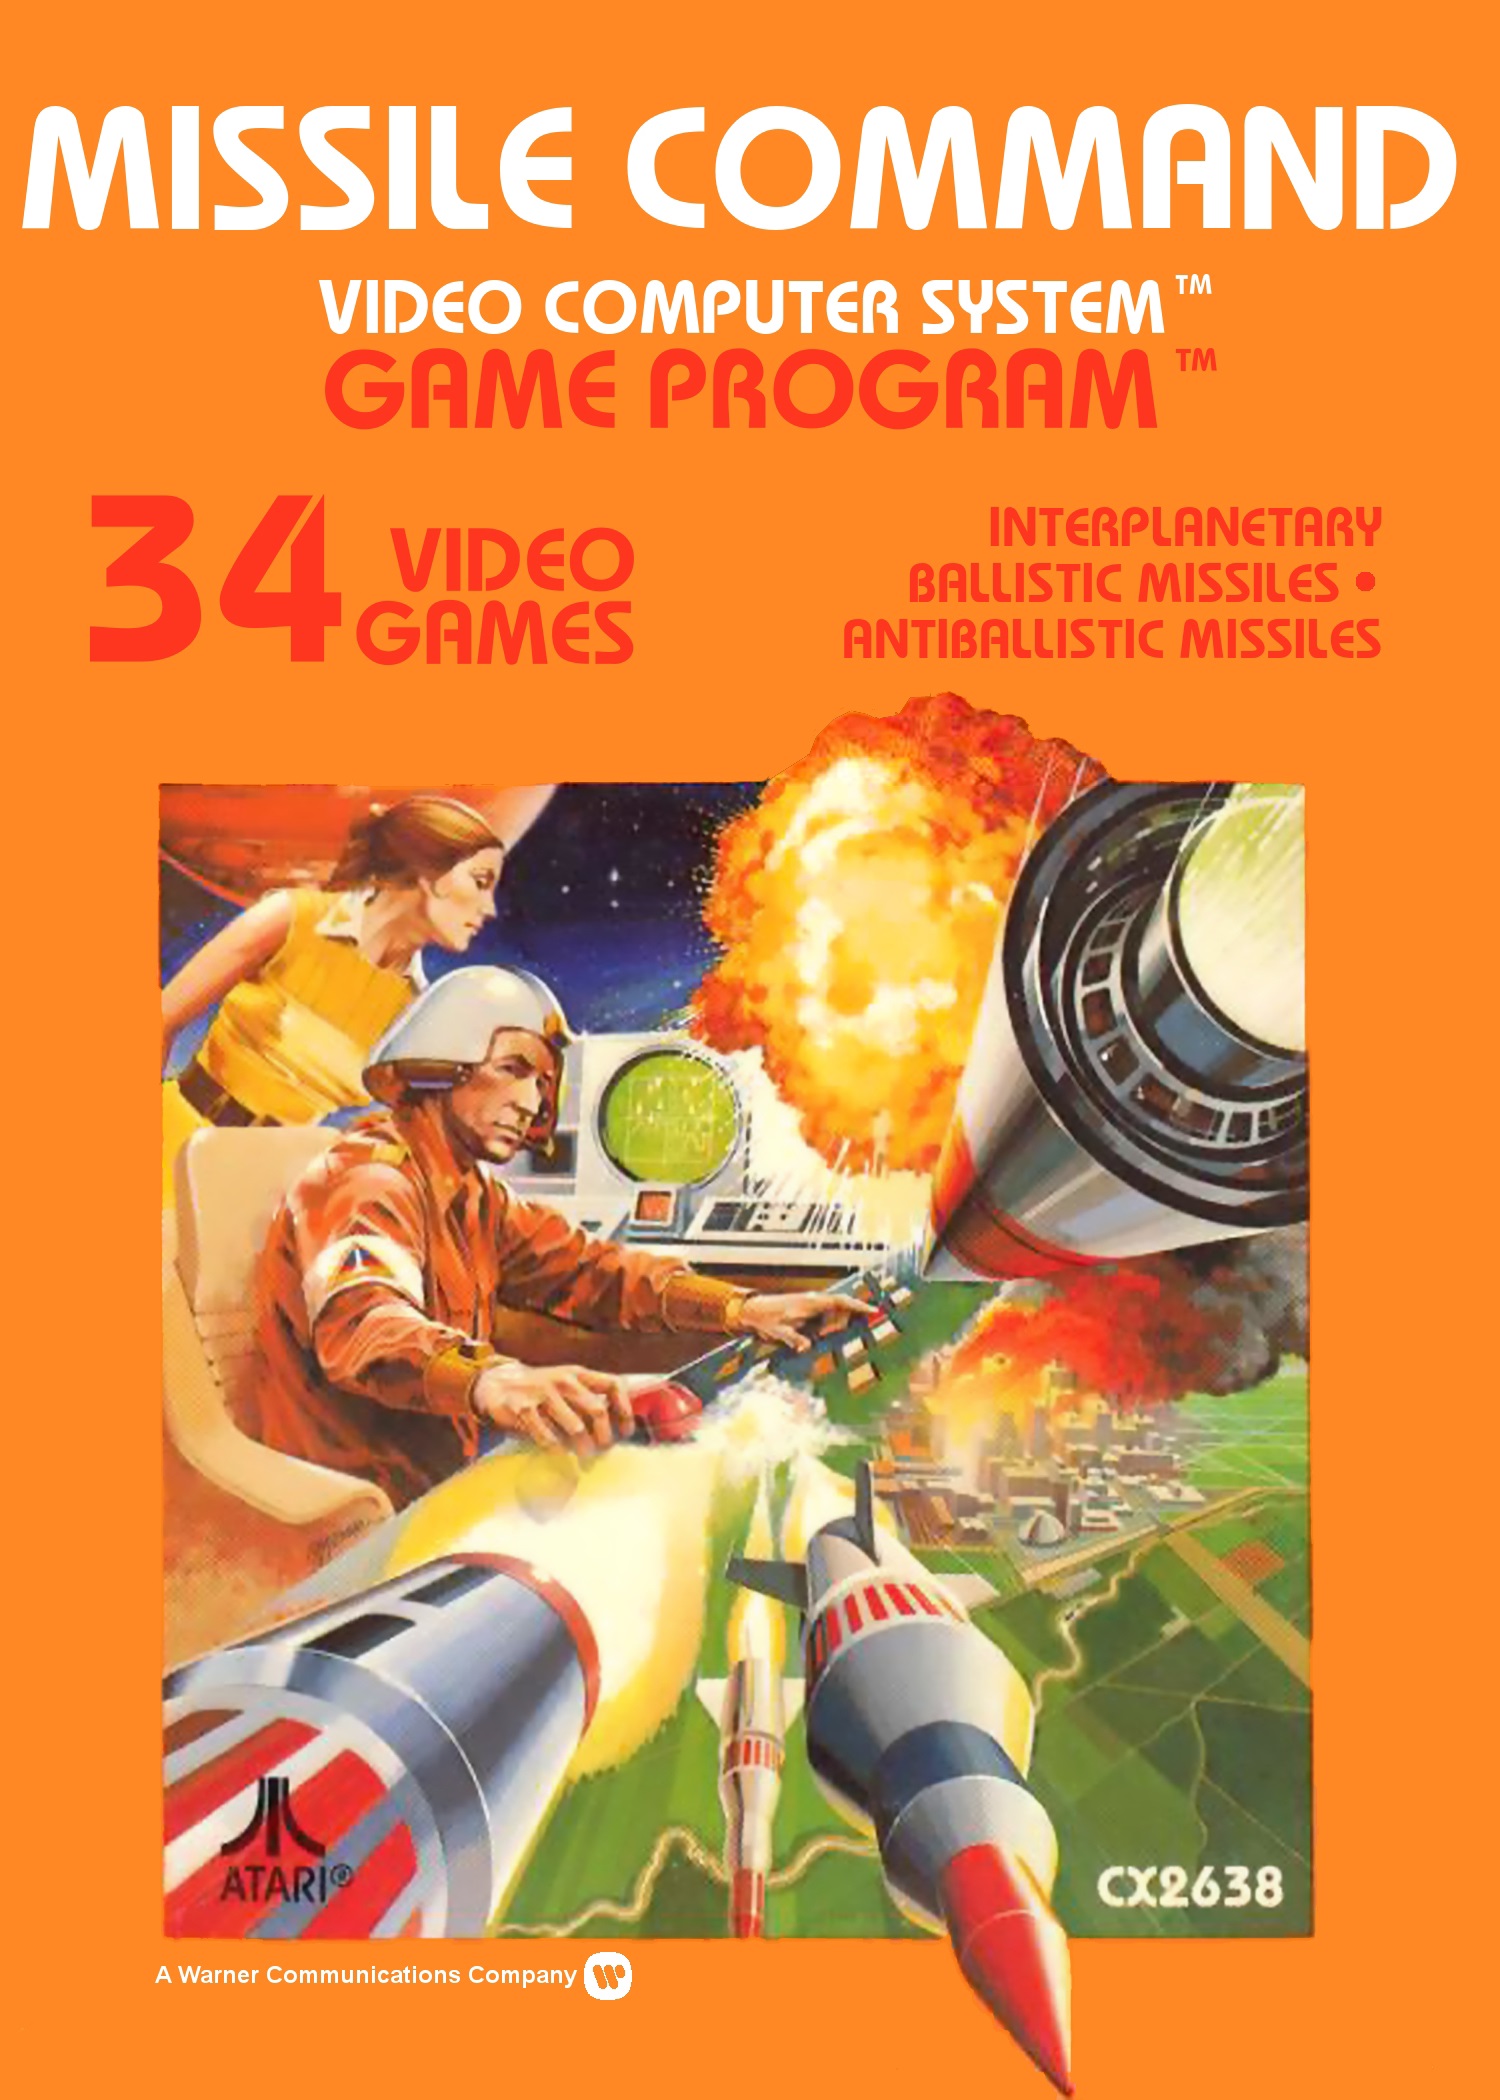 MISSILE COMMAND
VIDEO COMPUTER SYSTEM™
GAME PROGRAM™
34 VIDEO
GAMES
INTERPLANETARY
BALLISTIC MISSILES •
ANTIBALLISTIC MISSILES
ATARI®
CX2638
A Warner Communications Company